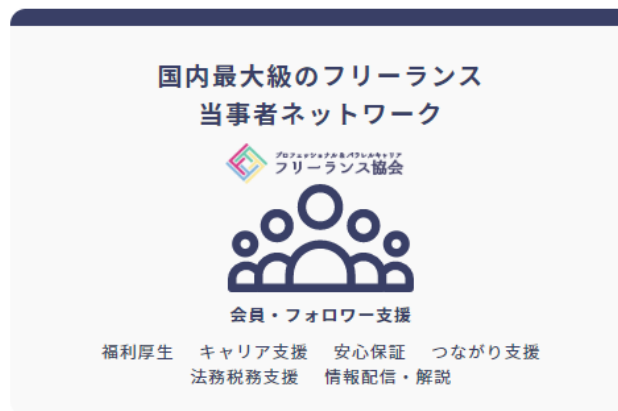 国内最大級のフリーランス
当事者ネットワーク
プロフェッショナル&パラレルキャリア
フリーランス協会
会員・フォロワー支援
福利厚生 キャリア支援 安心保証 つながり支援
法務税務支援 情報配信・解説